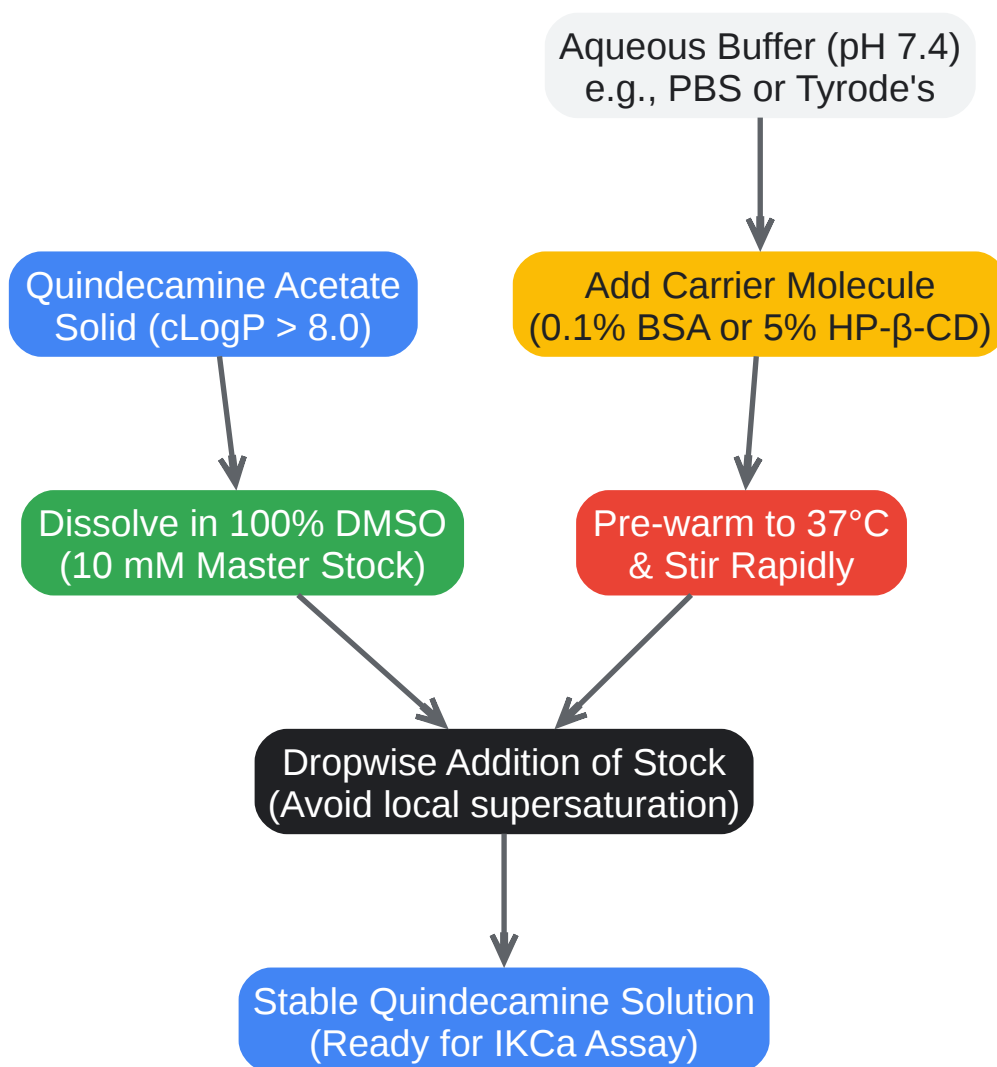 Aqueous Buffer (pH 7.4)
e.g., PBS or Tyrode's
Quindecamine Acetate
Solid (cLogP > 8.0)
Add Carrier Molecule
(0.1% BSA or 5% HP-β-CD)
Dissolve in 100% DMSO
(10 mM Master Stock)
Pre-warm to 37°C
& Stir Rapidly
Dropwise Addition of Stock
(Avoid local supersaturation)
Stable Quindecamine Solution
(Ready for IKCa Assay)